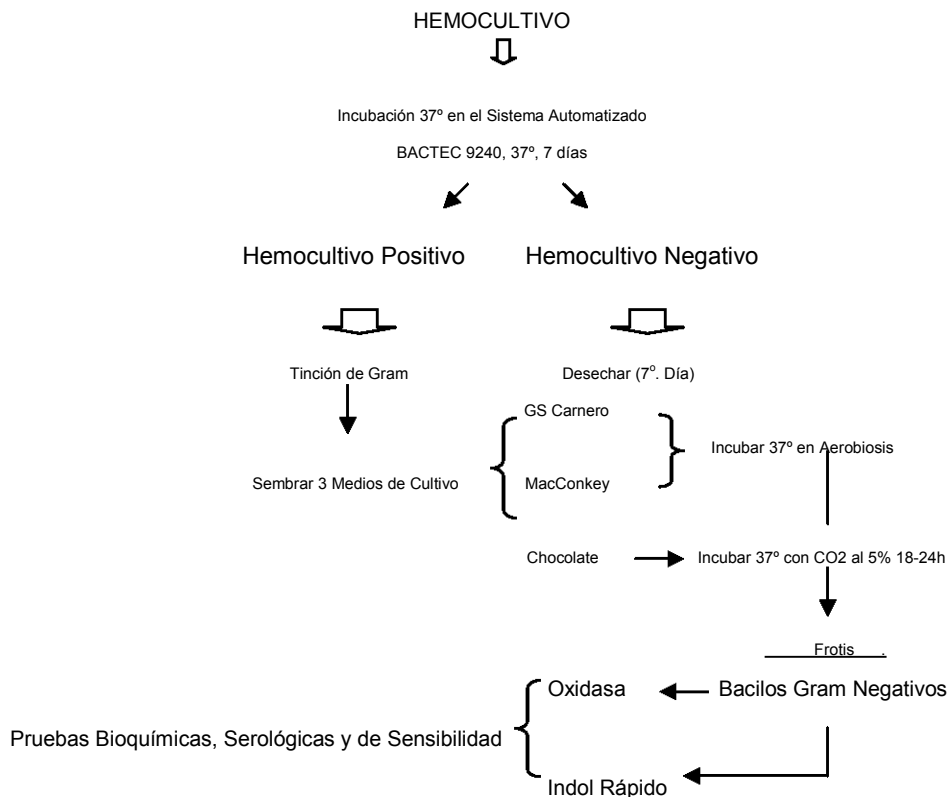 HEMOCULTIVO
Incubación 37º en el Sistema Automatizado
BACTEC 9240, 37º, 7 días
Hemocultivo Positivo
Hemocultivo Negativo
Tinción de Gram
Desechar (7º. Día)
GS Carnero
Incubar 37º en Aerobiosis
Sembrar 3 Medios de Cultivo
MacConkey
Chocolate
Incubar 37º con CO2 al 5% 18-24h
Frotis .
Oxidasa
Bacilos Gram Negativos
Pruebas Bioquímicas, Serológicas y de Sensibilidad
Indol Rápido